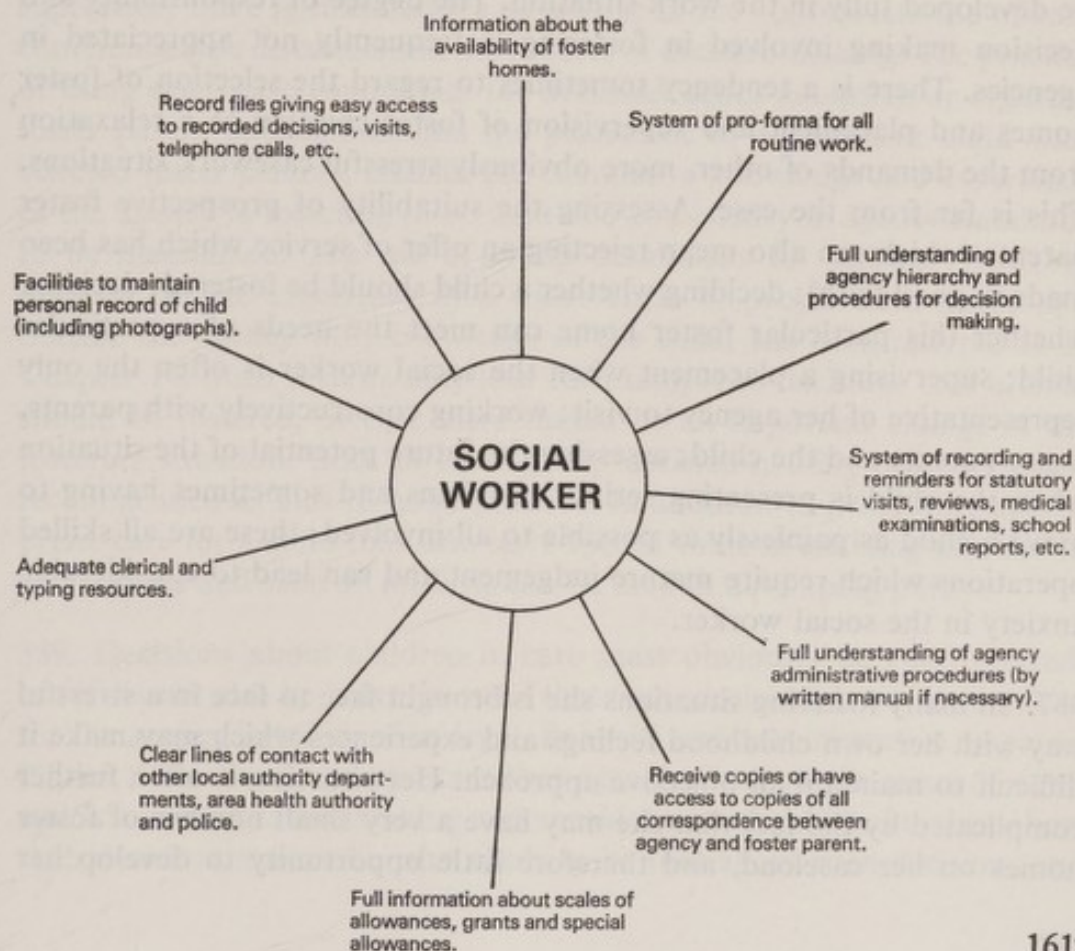 Information about the
availability of foster
homes.
Record files giving easy access
to recorded decisions, visits,
telephone calls, etc.
System of pro-forma for all
routine work.
Facilities to maintain
personal record of child
(including photographs).
Full understanding of
agency hierarchy and
procedures for decision
making.
SOCIAL
WORKER
System of recording and
reminders for statutory
visits, reviews, medical
examinations, school
reports, etc.
Adequate clerical and
typing resources.
Full understanding of agency
administrative procedures (by
written manual if necessary).
Clear lines of contact with
other local authority depart-
ments, area health authority
and police.
Receive copies or have
access to copies of all
correspondence between
agency and foster parent.
Full information about scales of
allowances, grants and special
allowances.
161